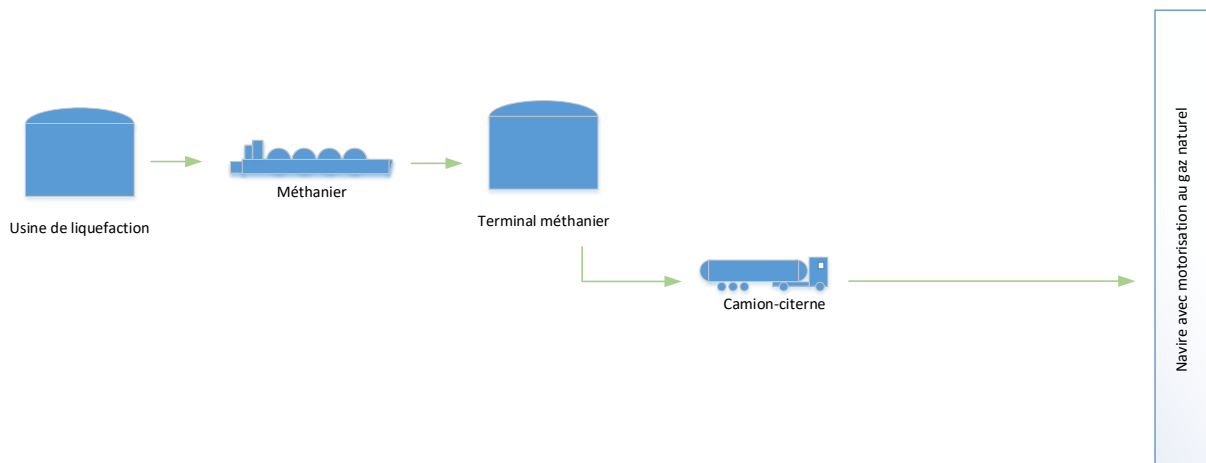 Usine de liquefaction
Méthanier
Terminal méthanier
Camion-citerne
Navire avec motorisation au gaz naturel